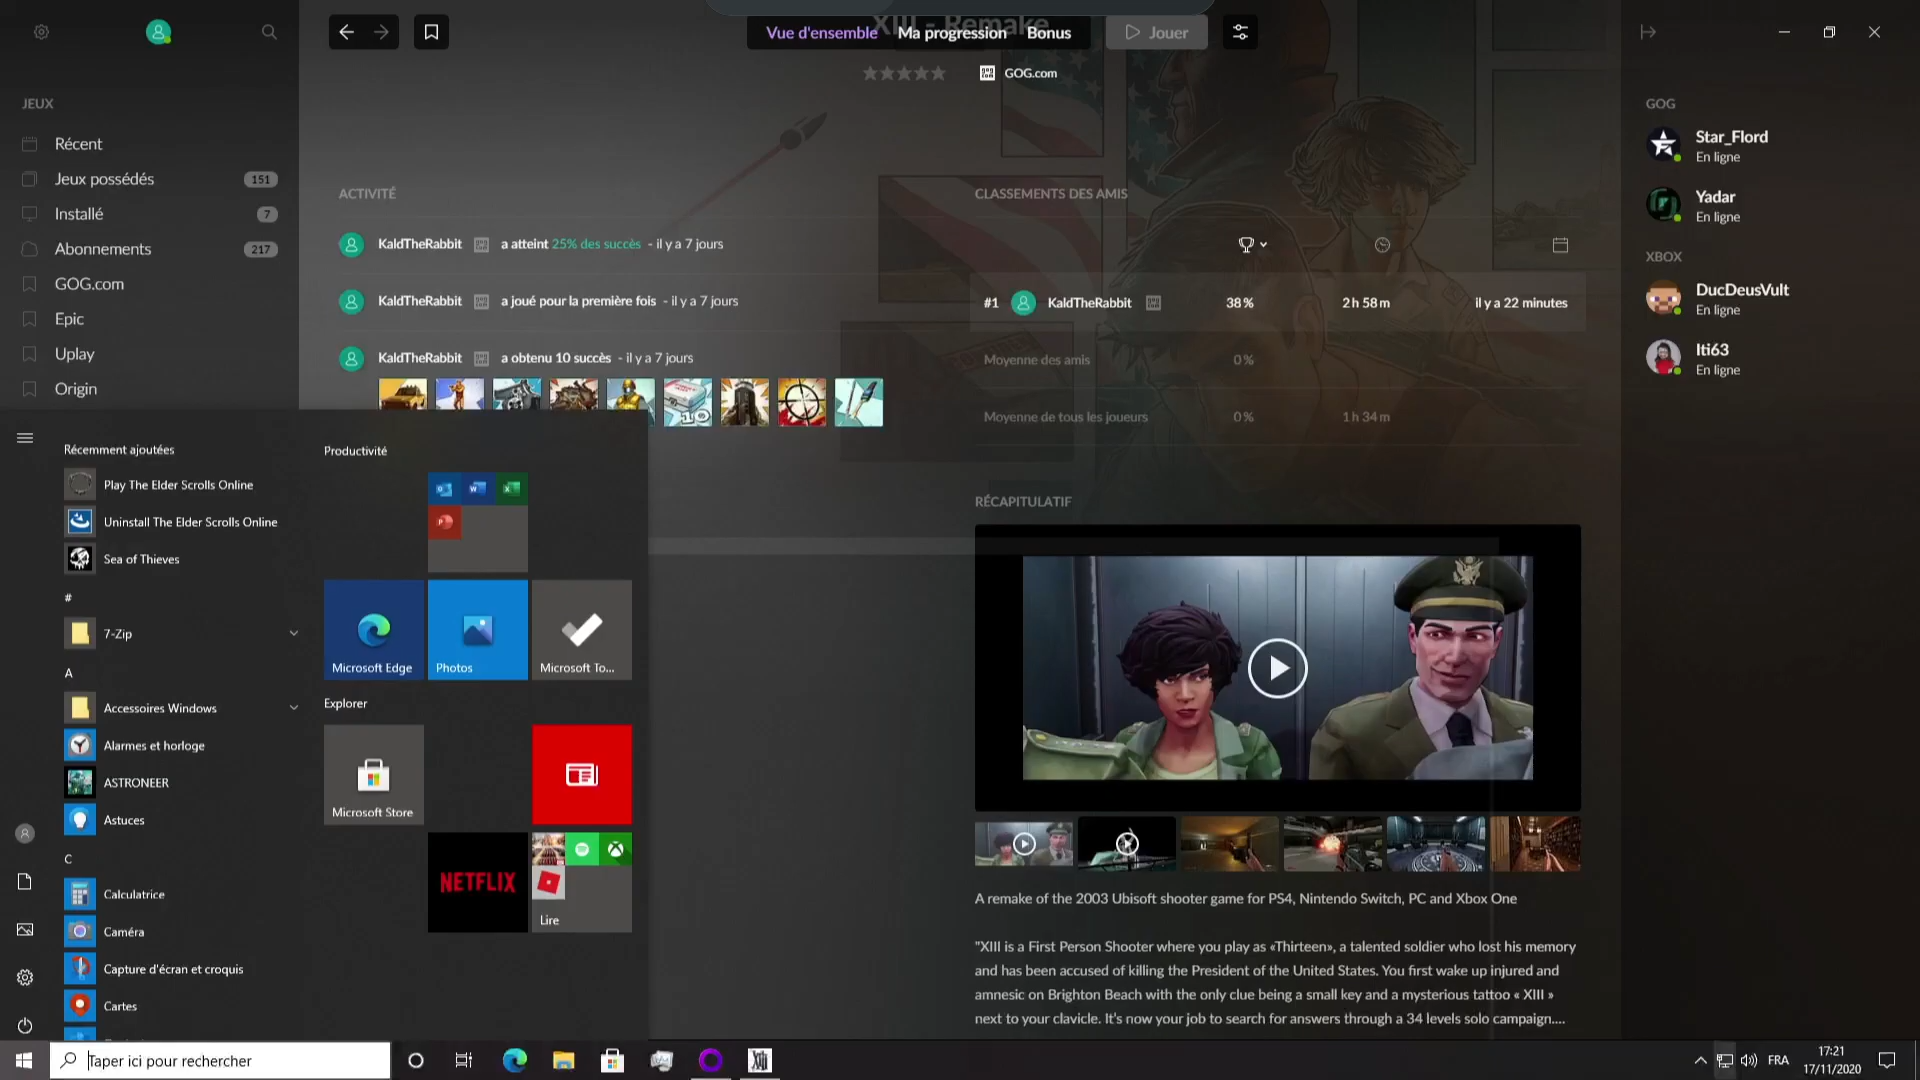 XIII - Remake
Vue d'ensemble
Ma progression
Bonus
Jouer
GOG.com
JEUX
Récent
Jeux possédés
151
Installé
7
Abonnements
217
GOG.com
Epic
Uplay
Origin
ACTIVITÉ
KaldTheRabbit a atteint 25% des succès - il y a 7 jours
KaldTheRabbit a joué pour la première fois - il y a 7 jours
KaldTheRabbit a obtenu 10 succès - il y a 7 jours
10
CLASSEMENTS DES AMIS
#1 KaldTheRabbit 38% 2h 58m il y a 22 minutes
Moyenne des amis 0%
Moyenne de tous les joueurs 0% 1h 34m
RÉCAPITULATIF
A remake of the 2003 Ubisoft shooter game for PS4, Nintendo Switch, PC and Xbox One
"XIII is a First Person Shooter where you play as «Thirteen», a talented soldier who lost his memory
and has been accused of killing the President of the United States. You first wake up injured and
amnesic on Brighton Beach with the only clue being a small key and a mysterious tattoo « XIII »
next to your clavicle. It's now your job to search for answers through a 34 levels solo campaign....
GOG
Star_Flord
En ligne
Yadar
En ligne
XBOX
DucDeusVult
En ligne
Iti63
En ligne
Récemment ajoutées
Play The Elder Scrolls Online
Uninstall The Elder Scrolls Online
Sea of Thieves
#
7-Zip
A
Accessoires Windows
Alarmes et horloge
ASTRONEER
Astuces
C
Calculatrice
Caméra
Capture d'écran et croquis
Cartes
Productivité
Microsoft Edge
Photos
Microsoft To...
Explorer
Microsoft Store
NETFLIX
Lire
Taper ici pour rechercher
XIII
FRA
17:21
17/11/2020